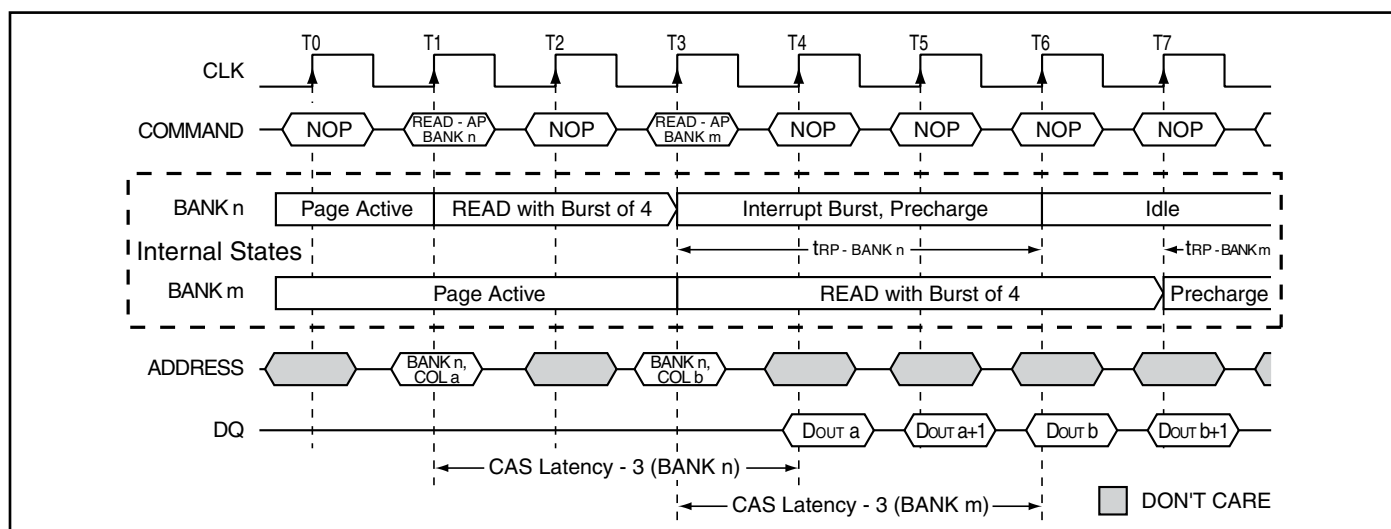 T0 T1 T2 T3 T4 T5 T6 T7
CLK
COMMAND NOP READ - AP BANK n NOP READ - AP BANK m NOP NOP NOP NOP
BANK n Page Active READ with Burst of 4 Interrupt Burst, Precharge Idle
Internal States tRP - BANK n tRP - BANK m
BANK m Page Active READ with Burst of 4 Precharge
ADDRESS BANK n, COL a BANK n, COL b
DQ DOUT a DOUT a+1 DOUT b DOUT b+1
CAS Latency - 3 (BANK n)
CAS Latency - 3 (BANK m) DON'T CARE